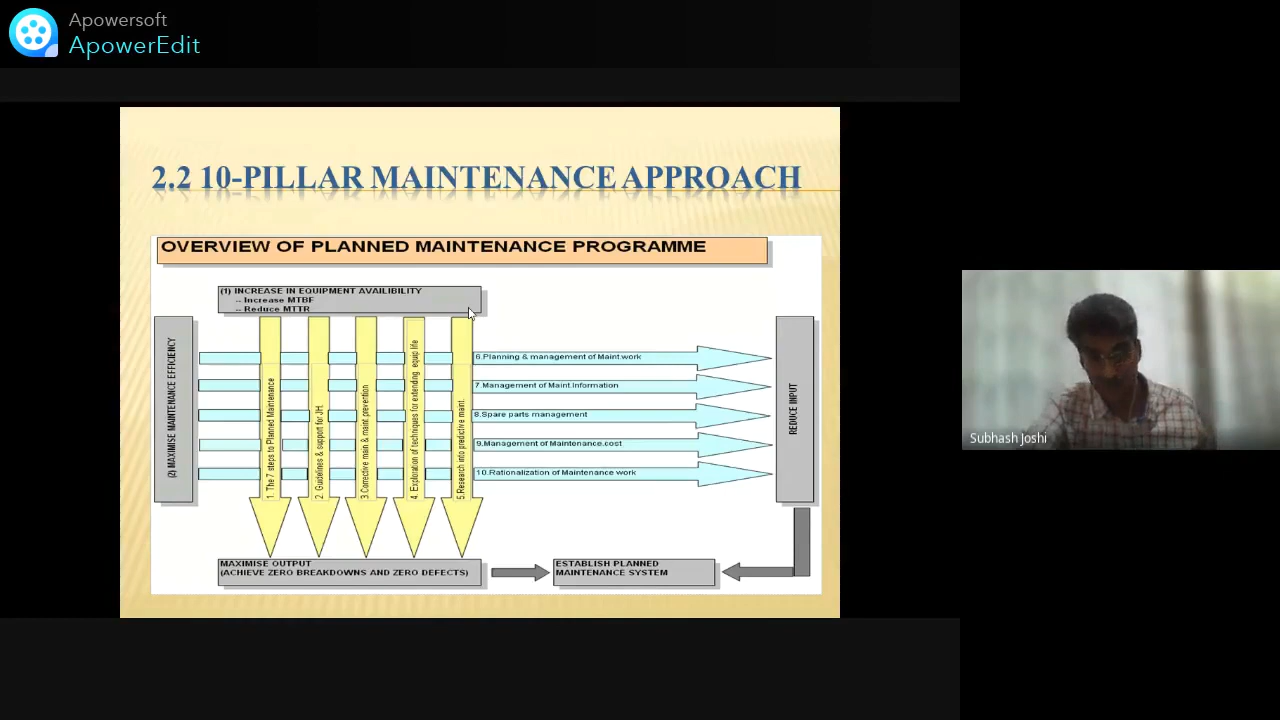 Apowersoft
ApowerEdit
2.2 10-PILLAR MAINTENANCE APPROACH
OVERVIEW OF PLANNED MAINTENANCE PROGRAMME
(1) INCREASE IN EQUIPMENT AVAILIBILITY
-- Increase MTBF
-- Reduce MTTR
(2) MAXIMISE MAINTENANCE EFFICIENCY
1. The 7 steps to Planned Maintenance
2. Guidelines & support for JH.
3.Corrective main & maint.prevention
4. Exploration of techniques for extending equip life
5.Research into predictive maint.
6.Planning & management of Maint.work
7 Management of Maint.Information
8.Spare parts management
9.Management of Maintenance.cost
10.Rationalization of Maintenance work
REDUCE INPUT
MAXIMISE OUTPUT
(ACHIEVE ZERO BREAKDOWNS AND ZERO DEFECTS)
ESTABLISH PLANNED
MAINTENANCE SYSTEM
Subhash Joshi